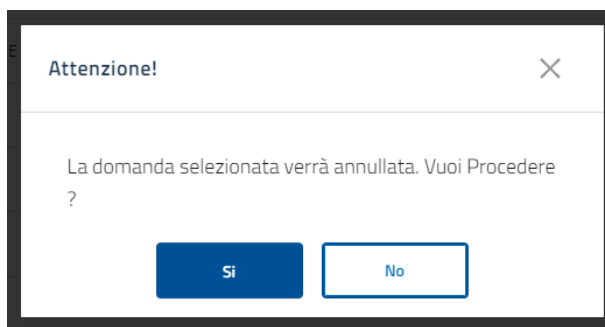 E
Attenzione!
La domanda selezionata verrà annullata. Vuoi Procedere
?
Si
No